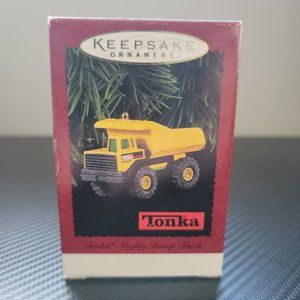 KEEPSAKE
ORNAMENT
Tonka
Tonka® Mighty Dump Truck